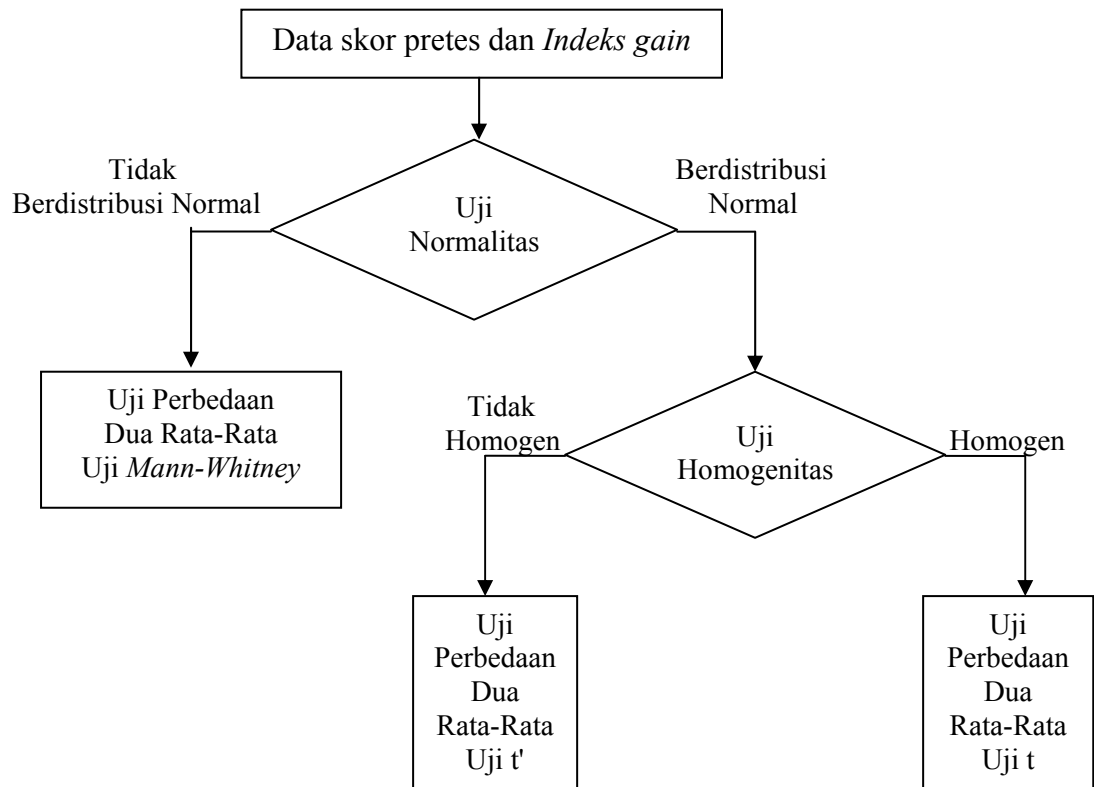 Data skor pretes dan Indeks gain
Tidak
Berdistribusi Normal
Berdistribusi
Normal
Uji
Normalitas
Uji Perbedaan
Dua Rata-Rata
Uji Mann-Whitney
Tidak
Homogen
Uji
Homogenitas
Homogen
Uji
Perbedaan
Dua
Rata-Rata
Uji t'
Uji
Perbedaan
Dua
Rata-Rata
Uji t